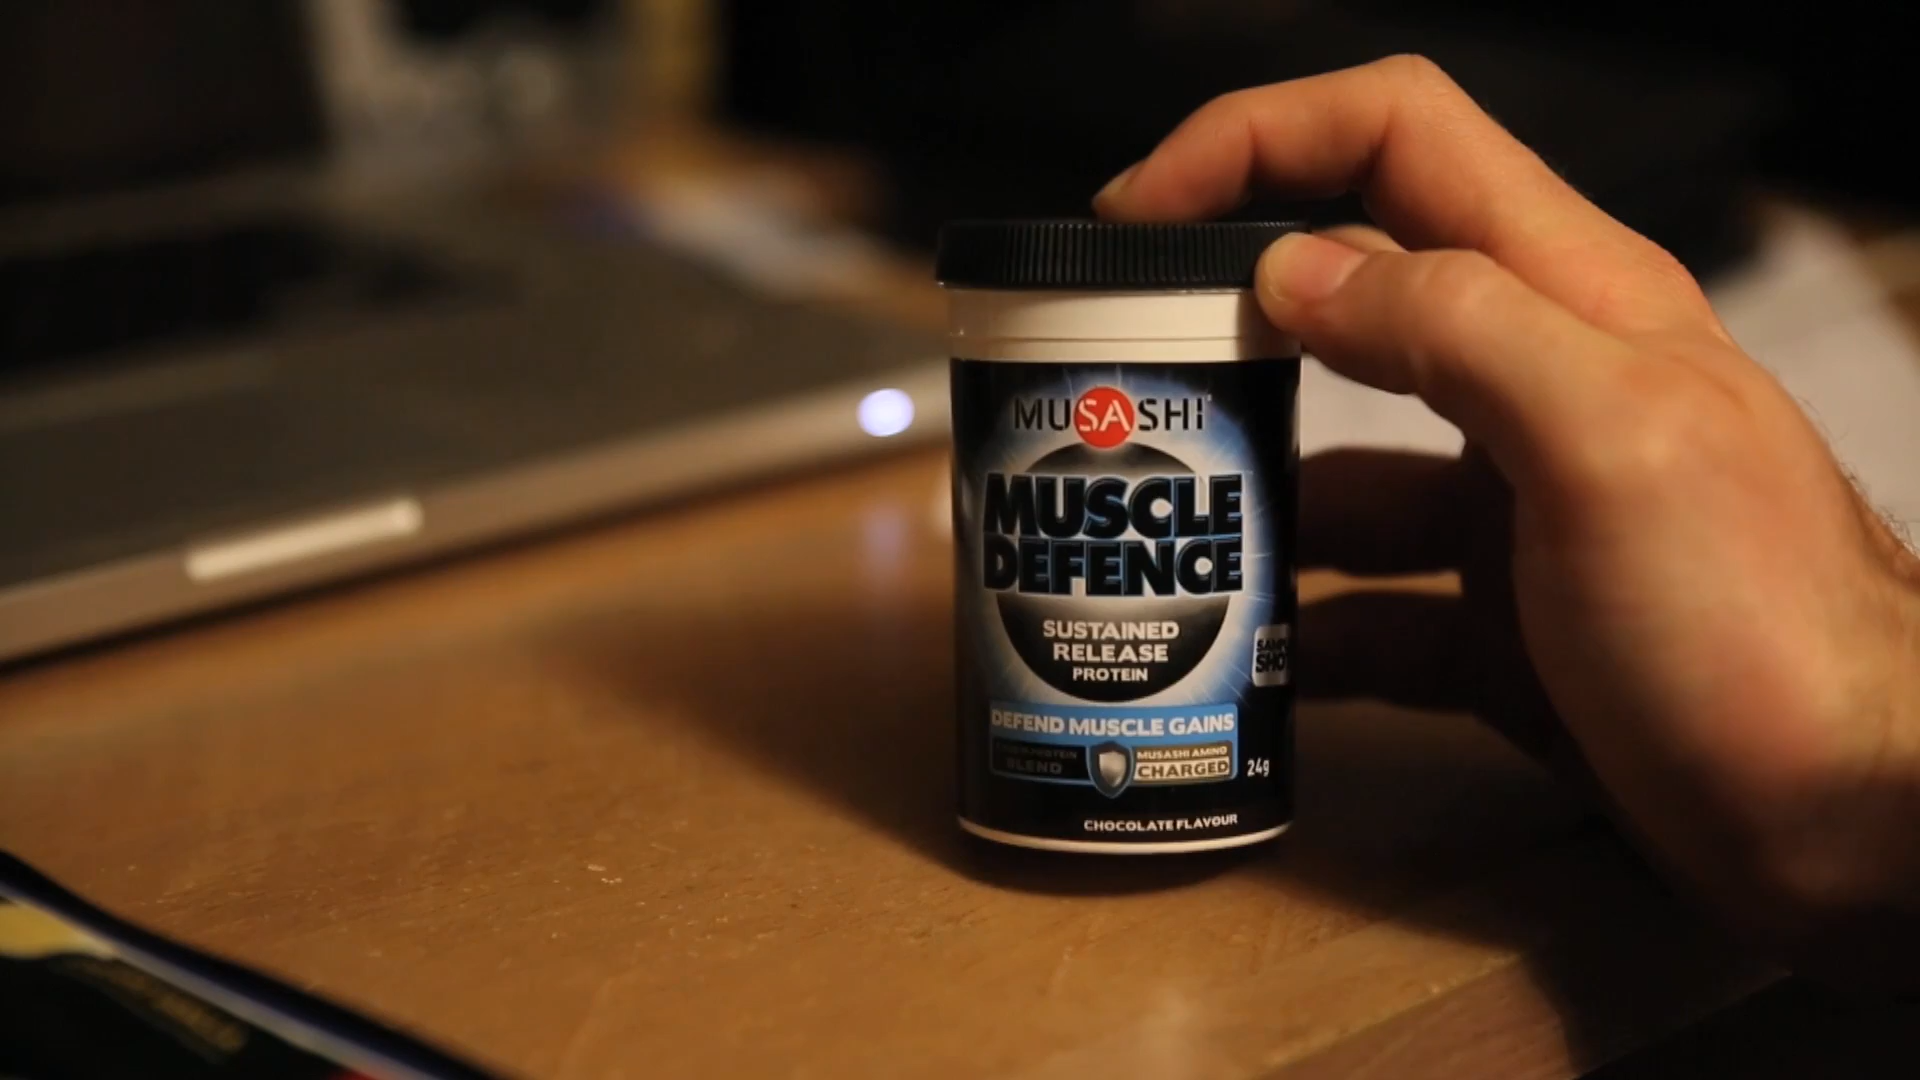 MUSASHI
MUSCLE
DEFENCE
SUSTAINED
RELEASE
PROTEIN
DEFEND MUSCLE GAINS
BLEND
MUSASHI AMINO
CHARGED
24g
CHOCOLATE FLAVOUR